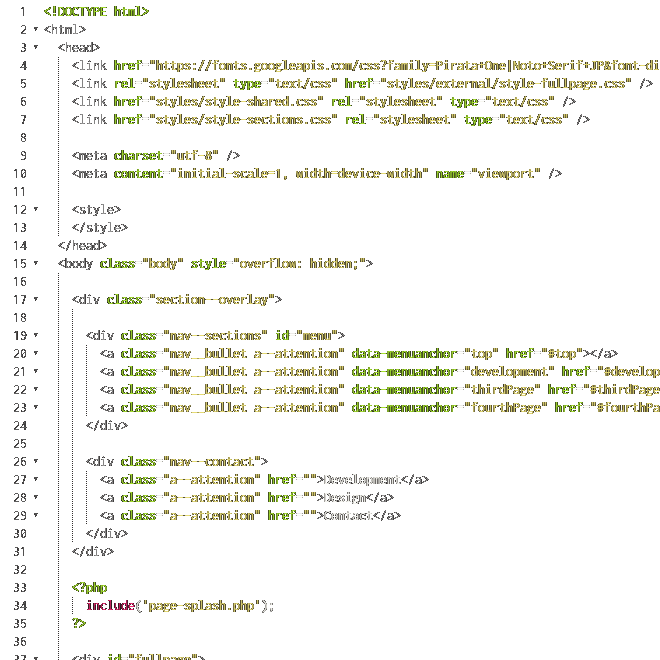 1 <!DOCTYPE html>
2 <html>
3 <head>
4 <link href="https://fonts.googleapis.com/css?family=Pirata+One|Noto+Serif+JP&font-di
5 <link rel="stylesheet" type="text/css" href="styles/external/style-fullpage.css" />
6 <link href="styles/style-shared.css" rel="stylesheet" type="text/css" />
7 <link href="styles/style-sections.css" rel="stylesheet" type="text/css" />
8
9 <meta charset="utf-8" />
10 <meta content="initial-scale=1, width=device-width" name="viewport" />
11
12 <style>
13 </style>
14 </head>
15 <body class="body" style="overflow: hidden;">
16
17 <div class="section--overlay">
18
19 <div class="nav--sections" id="menu">
20 <a class="nav__bullet a--attention" data-menuanchor="top" href="#top"></a>
21 <a class="nav__bullet a--attention" data-menuanchor="development" href="#develop
22 <a class="nav__bullet a--attention" data-menuanchor="thirdPage" href="#thirdPage
23 <a class="nav__bullet a--attention" data-menuanchor="fourthPage" href="#fourthPa
24 </div>
25
26 <div class="nav--contact">
27 <a class="a--attention" href="">Development</a>
28 <a class="a--attention" href="">Design</a>
29 <a class="a--attention" href="">Contact</a>
30 </div>
31 </div>
32
33 <?php
34 include('page-splash.php');
35 ?>
36
37 <div id="fullpage">